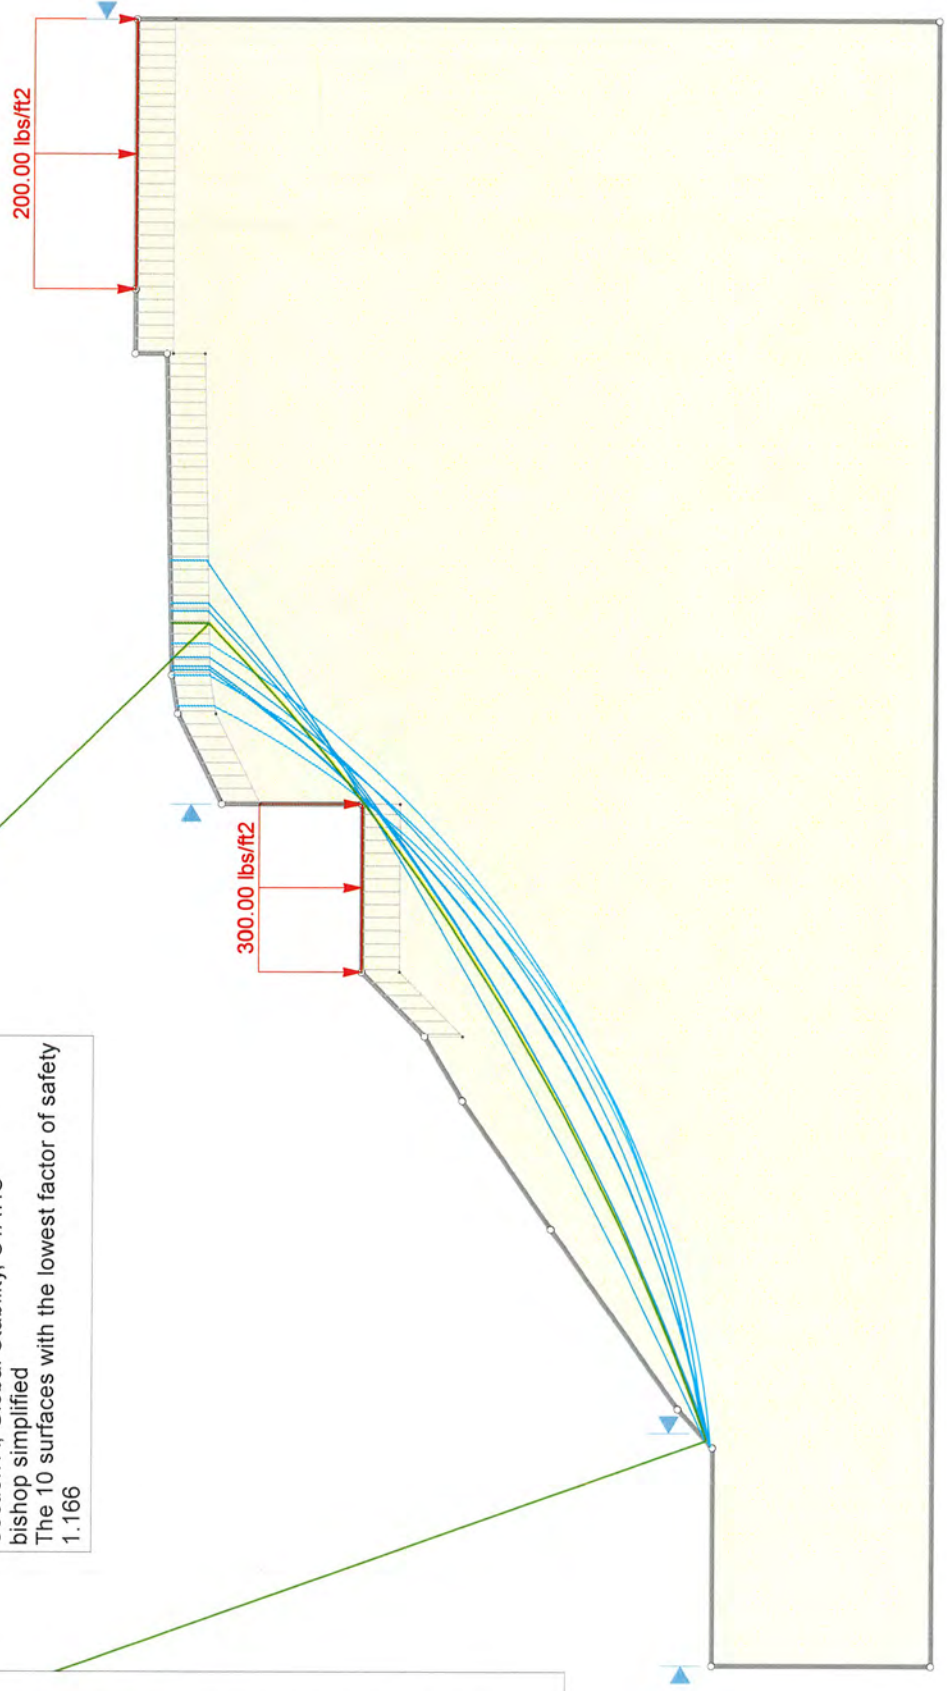 200.00 lbs/ft2
300.00 lbs/ft2
bishop simplified
The 10 surfaces with the lowest factor of safety
1.166